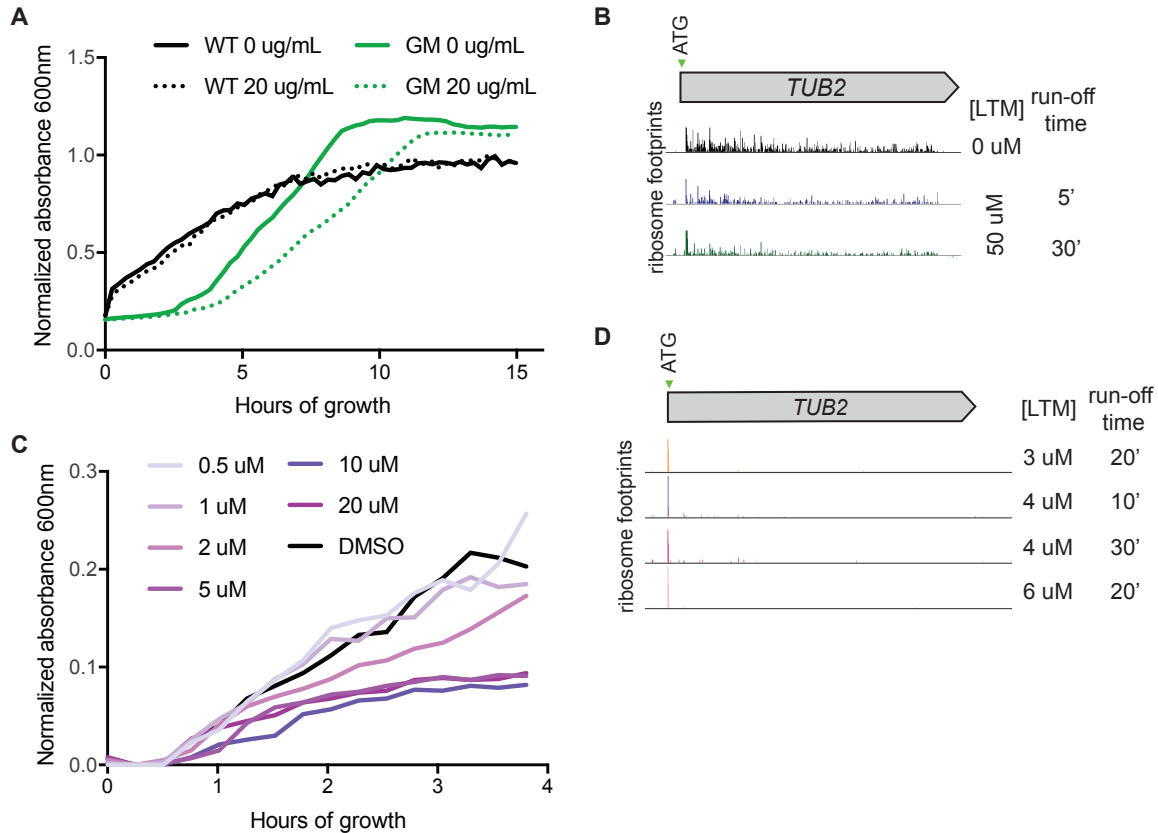 A
WT 0 ug/mL
GM 0 ug/mL
WT 20 ug/mL
GM 20 ug/mL
Normalized absorbance 600nm
1.5
1.0
0.5
0.0
0
5
10
15
Hours of growth
B
ATG
TUB2
[LTM]
run-off
time
ribosome footprints
0 uM
50 uM
5'
30'
C
0.5 uM
10 uM
1 uM
20 uM
2 uM
DMSO
5 uM
Normalized absorbance 600nm
0.3
0.2
0.1
0.0
0
1
2
3
4
Hours of growth
D
ATG
TUB2
[LTM]
run-off
time
ribosome footprints
3 uM 20'
4 uM 10'
4 uM 30'
6 uM 20'